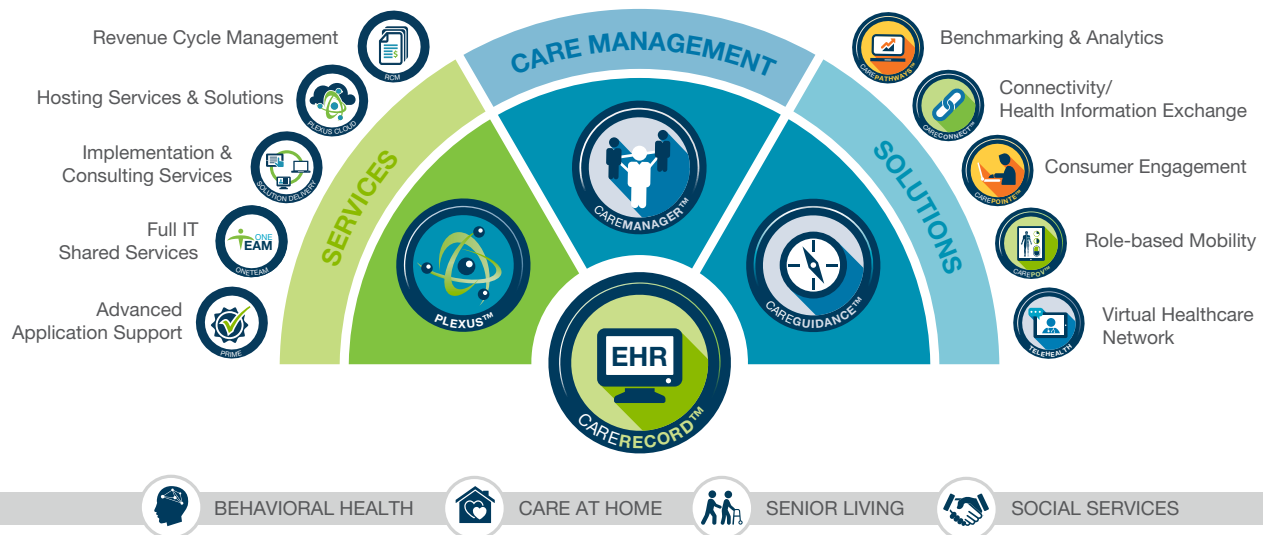 Revenue Cycle Management
RCM
Hosting Services & Solutions
PLEXUS CLOUD
Implementation &
Consulting Services
SOLUTION DELIVERY
Full IT
Shared Services
ONE
TEAM
ONETEAM
Advanced
Application Support
PRIME
SERVICES
CARE MANAGEMENT
SOLUTIONS
PLEXUS™
CAREMANAGER™
CAREGUIDANCE™
EHR
CARERECORD™
CAREPATHWAYS™
Benchmarking & Analytics
CARECONNECT™
Connectivity/
Health Information Exchange
CAREPOINTE™
Consumer Engagement
CAREPOV™
Role-based Mobility
TELEHEALTH
Virtual Healthcare
Network
BEHAVIORAL HEALTH
CARE AT HOME
SENIOR LIVING
SOCIAL SERVICES